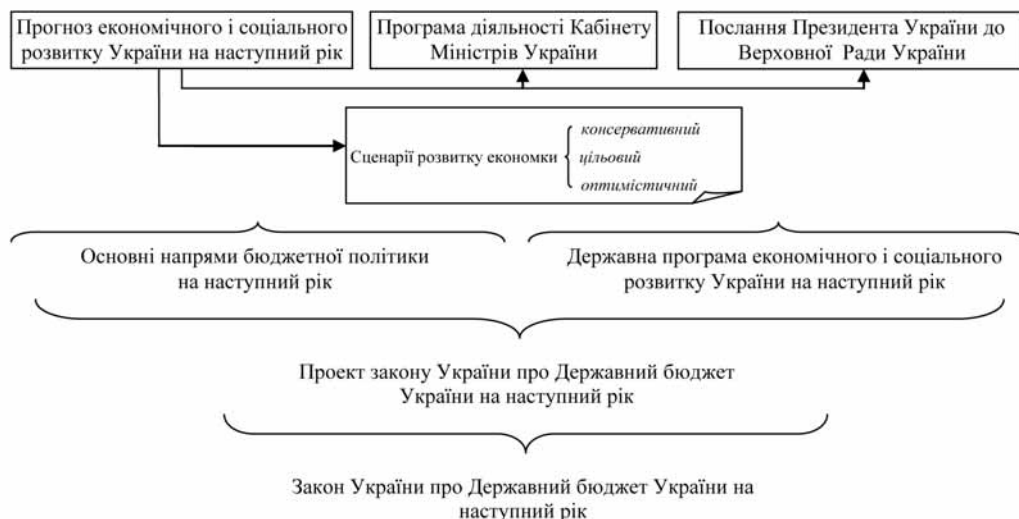 Прогноз економічного і соціального
розвитку України на наступний рік
Програма діяльності Кабінету
Міністрів України
Послання Президента України до
Верховної Ради України
Сценарії розвитку економки
консервативний
цільовий
оптимістичний
Основні напрями бюджетної політики
на наступний рік
Державна програма економічного і соціального
розвитку України на наступний рік
Проект закону України про Державний бюджет
України на наступний рік
Закон України про Державний бюджет України на
наступний рік